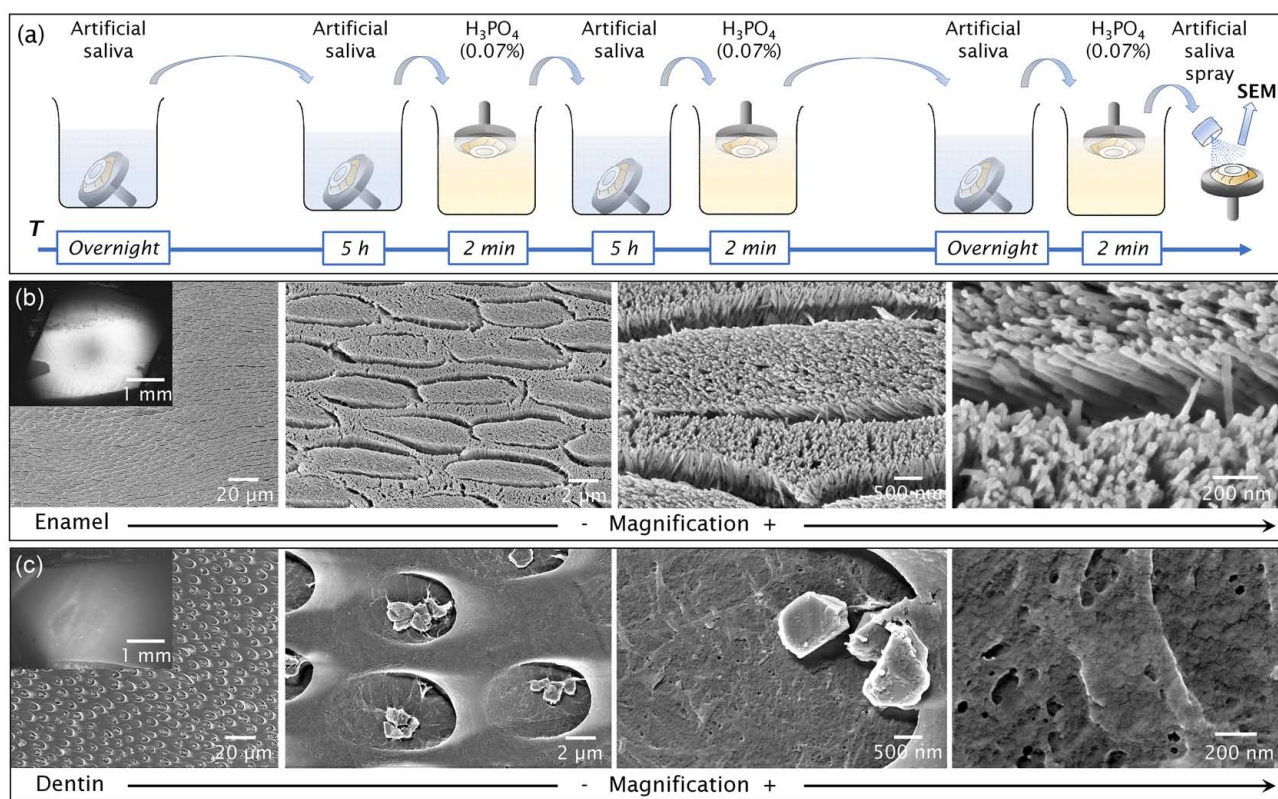 (a)
Artificial saliva
Artificial saliva
H₃PO₄ (0.07%)
Artificial saliva
H₃PO₄ (0.07%)
Artificial saliva
H₃PO₄ (0.07%)
Artificial saliva spray
SEM
T
Overnight
5 h
2 min
5 h
2 min
Overnight
2 min
(b)
1 mm
20 µm
2 µm
500 nm
200 nm
Enamel
- Magnification +
(c)
1 mm
20 µm
2 µm
500 nm
200 nm
Dentin
- Magnification +